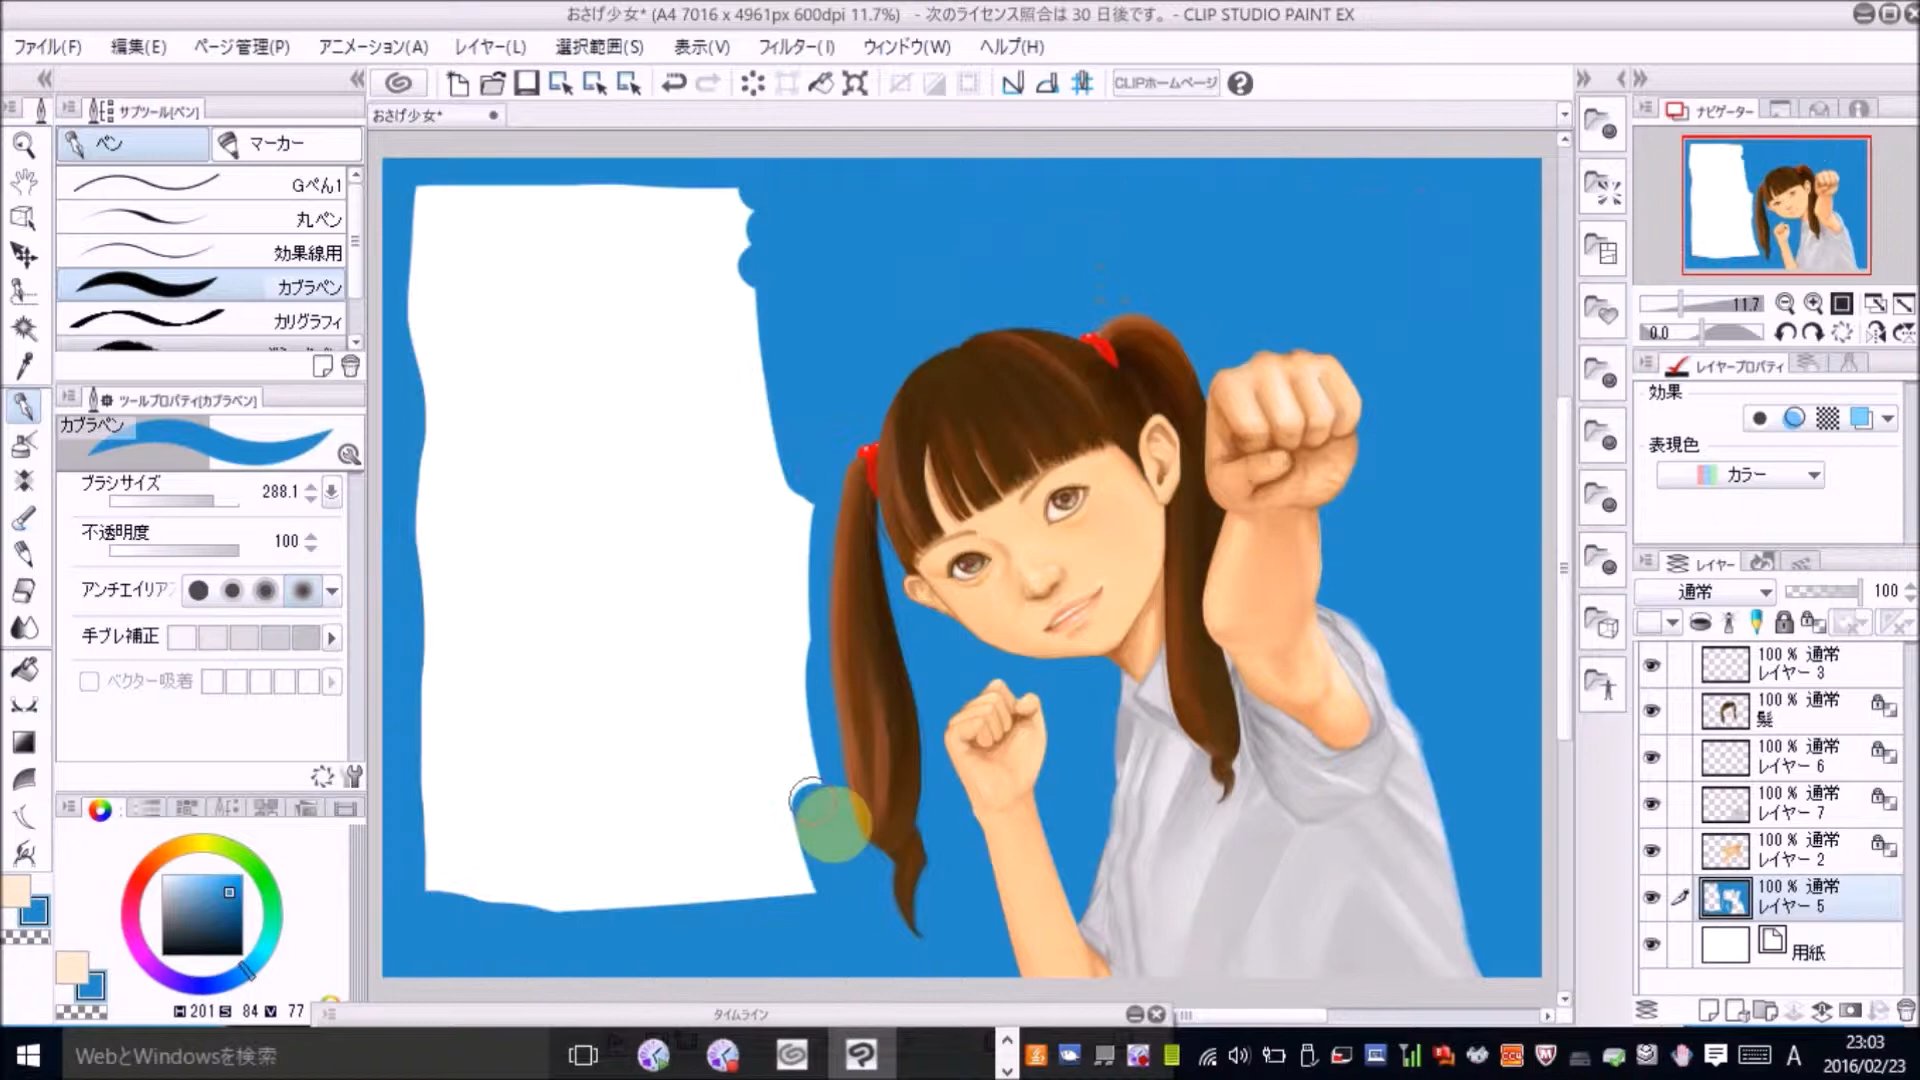 おさげ少女* (A4 7016 x 4961px 600dpi 11.7%)  - 次のライセンス照合は 30 日後です。- CLIP STUDIO PAINT EX
ファイル(F) 編集(E) ページ管理(P) アニメーション(A) レイヤー(L) 選択範囲(S) 表示(V) フィルター(I) ウィンドウ(W) ヘルプ(H)
CLIPホームページ
サブツール[ペン]
おさげ少女*
ナビゲーター
ペン
マーカー
Gぺん1
丸ペン
効果線用
カブラペン
カリグラフィ
11.7
0.0
レイヤープロパティ
効果
表現色
カラー
ツールプロパティ[カブラペン]
カブラペン
ブラシサイズ 288.1
不透明度 100
アンチエイリア
手ブレ補正
ベクター吸着
レイヤー
通常 100
100 % 通常
レイヤー 3
100 % 通常
髪
100 % 通常
レイヤー 6
100 % 通常
レイヤー 7
100 % 通常
レイヤー 2
100 % 通常
レイヤー 5
用紙
H 201 S 84 V 77
タイムライン
WebとWindowsを検索
A
23:03
2016/02/23